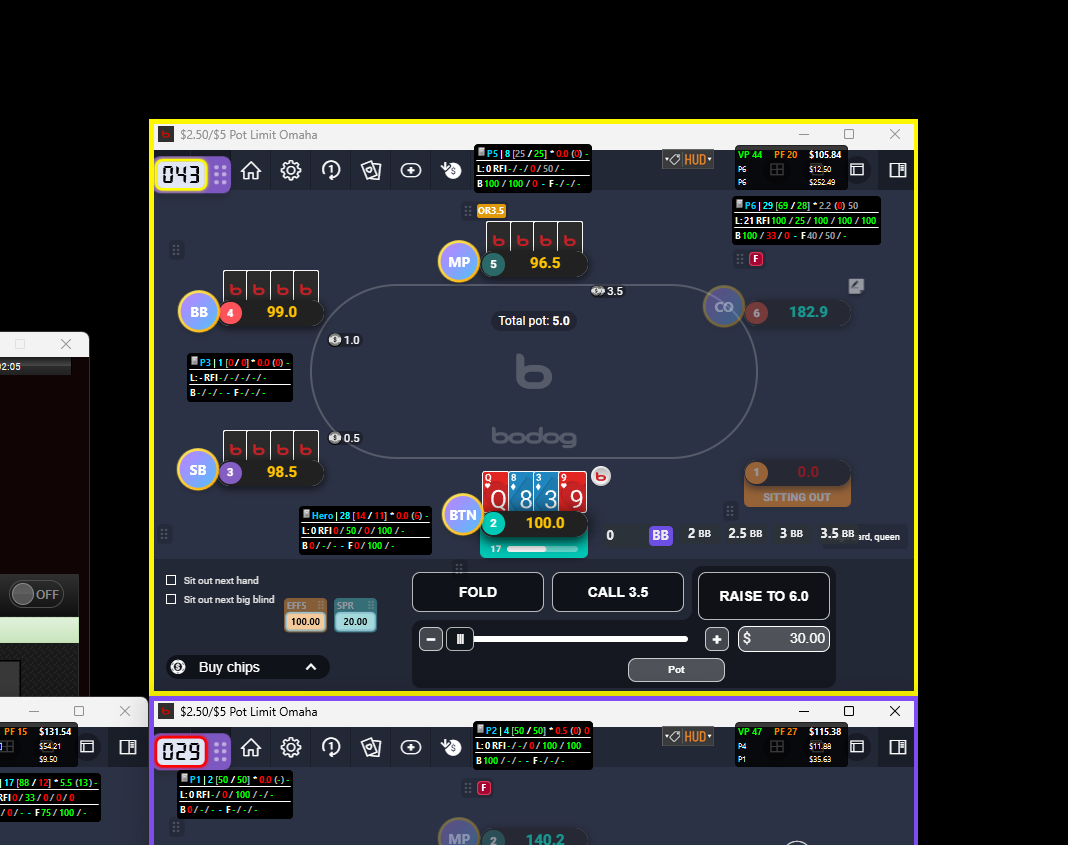 $2.50/$5 Pot Limit Omaha
043
P5 | 8 [25 / 25] * 0.0 (0) -
L: 0 RFI - / - / 0 / 50 / -
B 100 / 100 / 0 - F - / - / -
HUD
VP 44 PF 20 $105.84
P6 $12.50
P6 $252.49
P6 | 29 [69 / 28] * 2.2 (0) 50
L: 21 RFI 100 / 25 / 100 / 100 / 100
B 100 / 33 / 0 - F 40 / 50 / -
F
OR3.5
MP
5
96.5
3.5
BB
4
99.0
CO
6
182.9
Total pot: 5.0
1.0
P3 | 1 [0 / 0] * 0.0 (0) -
L: - RFI - / - / - / - / -
B - / - / - - F - / - / -
b
bodog
0.5
SB
3
98.5
Q 8 3 9
Q 8 3 9
b
BTN
2
100.0
17
1
0.0
SITTING OUT
Hero | 28 [14 / 11] * 0.0 (6) -
L: 0 RFI 0 / 50 / 0 / 100 / -
B 0 / - / - - F 0 / 100 / -
0
BB
2 BB
2.5 BB
3 BB
3.5 BB
ard, queen
Sit out next hand
Sit out next big blind
EFFS
100.00
SPR
20.00
FOLD
CALL 3.5
RAISE TO 6.0
$ 30.00
Pot
Buy chips
2:05
OFF
$2.50/$5 Pot Limit Omaha
PF 15 $131.54
$54.21
$9.50
029
P2 | 4 [50 / 50] * 0.5 (0) 0
L: 0 RFI - / - / 0 / 100 / 100
B 100 / - / - - F - / - / -
HUD
VP 47 PF 27 $115.38
P4 $11.88
P1 $35.63
17 [88 / 12] * 5.5 (13) -
RFI 0 / 33 / 0 / 0 / 0
/ 0 / - - F 75 / 100 / -
P1 | 2 [50 / 50] * 0.0 (-) -
L: 0 RFI - / 0 / 100 / - / -
B 0 / - / - - F - / - / -
F
MP
2
140.2